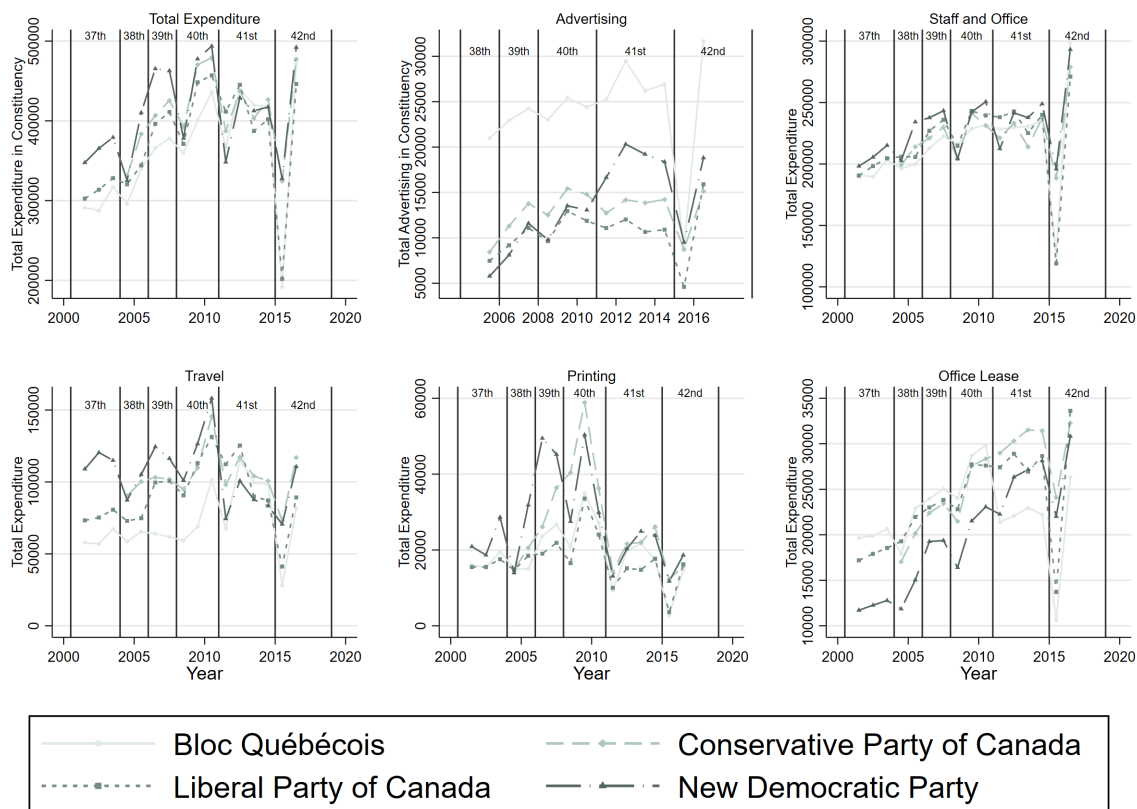 Total Expenditure
37th 38th 39th 40th 41st 42nd
Total Expenditure in Constituency
500000
400000
300000
200000
2000 2005 2010 2015 2020
Advertising
38th 39th 40th 41st 42nd
Total Advertising in Constituency
30000
25000
20000
15000
10000
5000
2006 2008 2010 2012 2014 2016
Staff and Office
37th 38th 39th 40th 41st 42nd
Total Expenditure
300000
250000
200000
150000
100000
2000 2005 2010 2015 2020
Travel
37th 38th 39th 40th 41st 42nd
Total Expenditure
150000
100000
50000
0
2000 2005 2010 2015 2020
Year
Printing
37th 38th 39th 40th 41st 42nd
Total Expenditure
60000
40000
20000
0
2000 2005 2010 2015 2020
Year
Office Lease
37th 38th 39th 40th 41st 42nd
Total Expenditure
35000
30000
25000
20000
15000
10000
2000 2005 2010 2015 2020
Year
Bloc Québécois
Conservative Party of Canada
Liberal Party of Canada
New Democratic Party